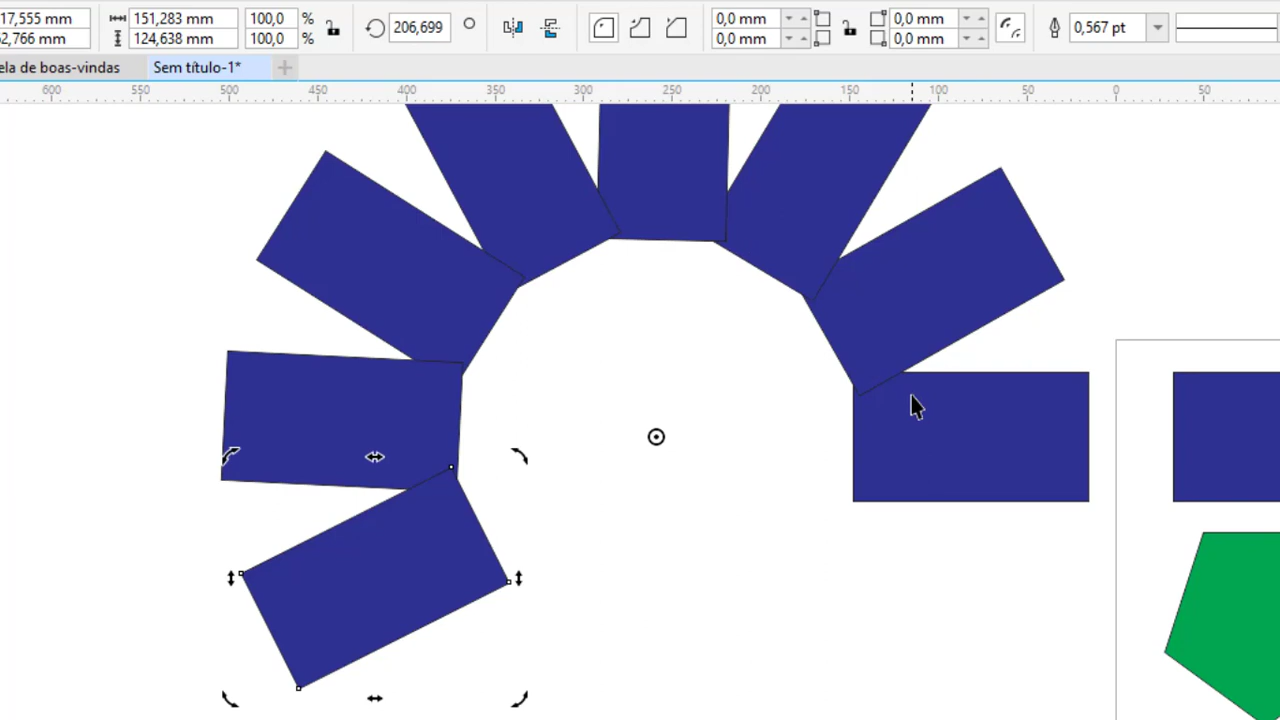 17,555 mm 151,283 mm 100,0 % 206,699 0,0 mm 0,0 mm 0,567 pt
2,766 mm 124,638 mm 100,0 % 0,0 mm 0,0 mm
ela de boas-vindas Sem título-1*
600 550 500 450 400 350 300 250 200 150 100 50 0 50